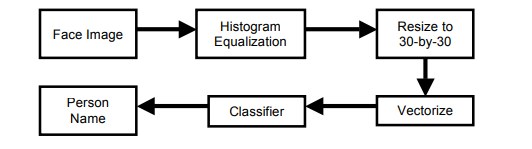 Face Image
Histogram
Equalization
Resize to
30-by-30
Person
Name
Classifier
Vectorize